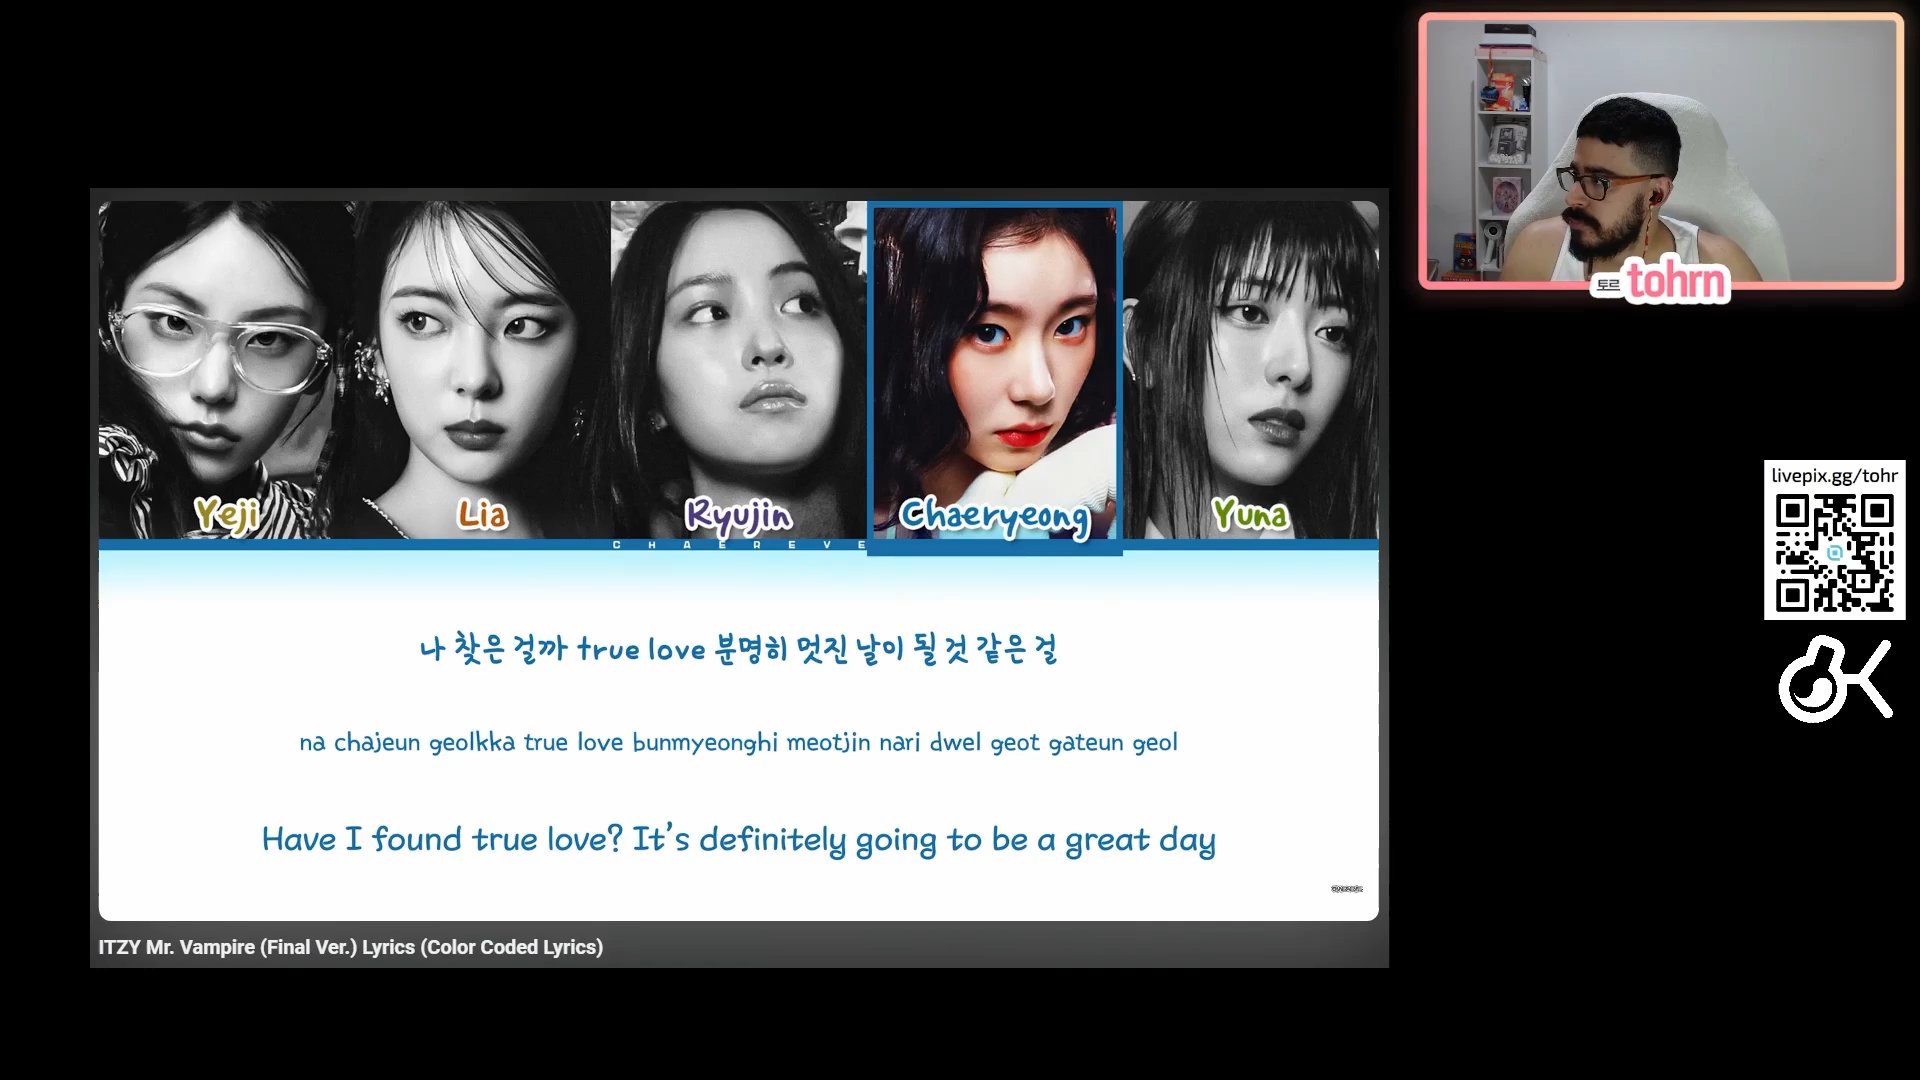 토르 tohrn
Yeji
Lia
Ryujin
Chaeryeong
Yuna
C H A E R E V E
나 찾은 걸까 true love 분명히 멋진 날이 될 것 같은 걸
na chajeun geolkka true love bunmyeonghi meotjin nari dwel geot gateun geol
Have I found true love? It's definitely going to be a great day
ITZY Mr. Vampire (Final Ver.) Lyrics (Color Coded Lyrics)
livepix.gg/tohr